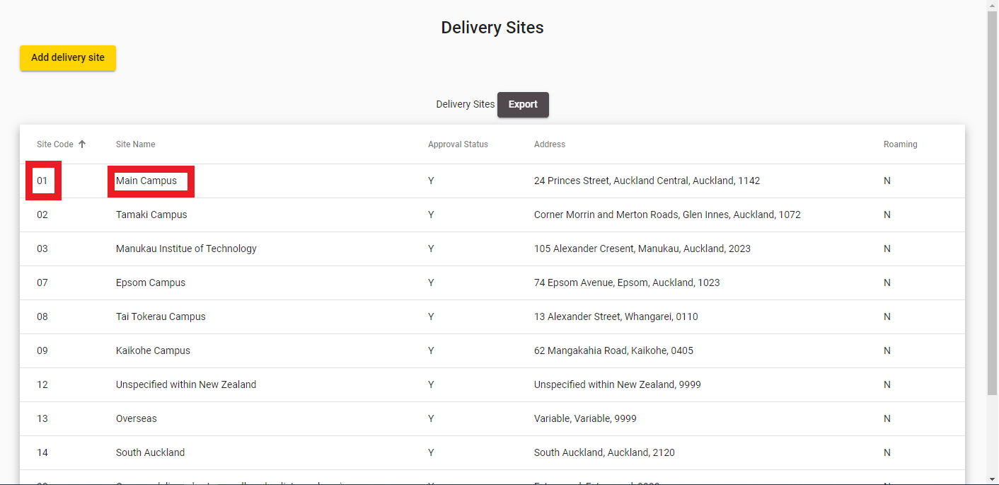 Delivery Sites
Add delivery site
Delivery Sites Export
Site Code Site Name Approval Status Address Roaming
01 Main Campus Y 24 Princes Street, Auckland Central, Auckland, 1142 N
02 Tamaki Campus Y Corner Morrin and Merton Roads, Glen Innes, Auckland, 1072 N
03 Manukau Institue of Technology Y 105 Alexander Cresent, Manukau, Auckland, 2023 N
07 Epsom Campus Y 74 Epsom Avenue, Epsom, Auckland, 1023 N
08 Tai Tokerau Campus Y 13 Alexander Street, Whangarei, 0110 N
09 Kaikohe Campus Y 62 Mangakahia Road, Kaikohe, 0405 N
12 Unspecified within New Zealand Y Unspecified within New Zealand, 9999 N
13 Overseas Y Variable, Variable, 9999 N
14 South Auckland Y South Auckland, Auckland, 2120 N